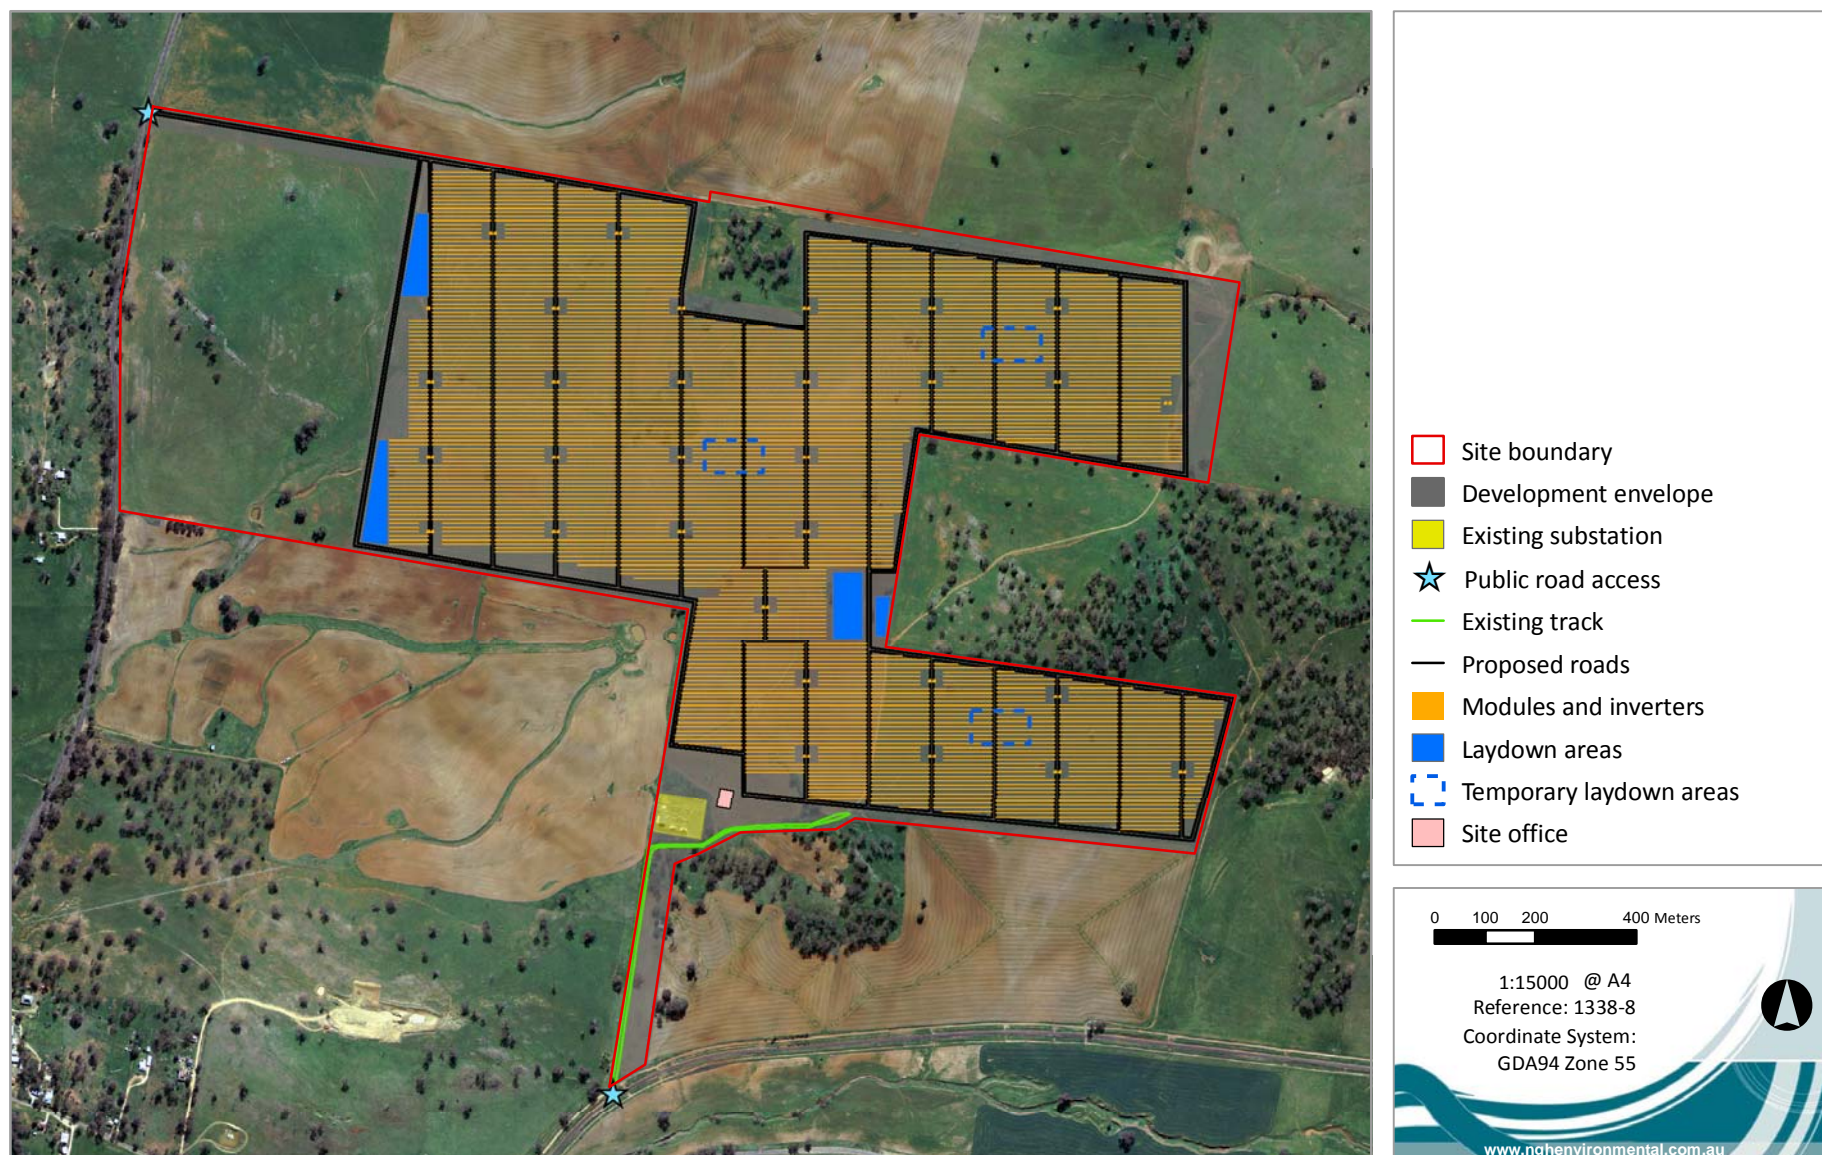 Site boundary
Development envelope
Existing substation
Public road access
Existing track
Proposed roads
Modules and inverters
Laydown areas
Temporary laydown areas
Site office
0 100 200 400 Meters
1:15000 @ A4
Reference: 1338-8
Coordinate System:
GDA94 Zone 55
www.nghenvironmental.com.au